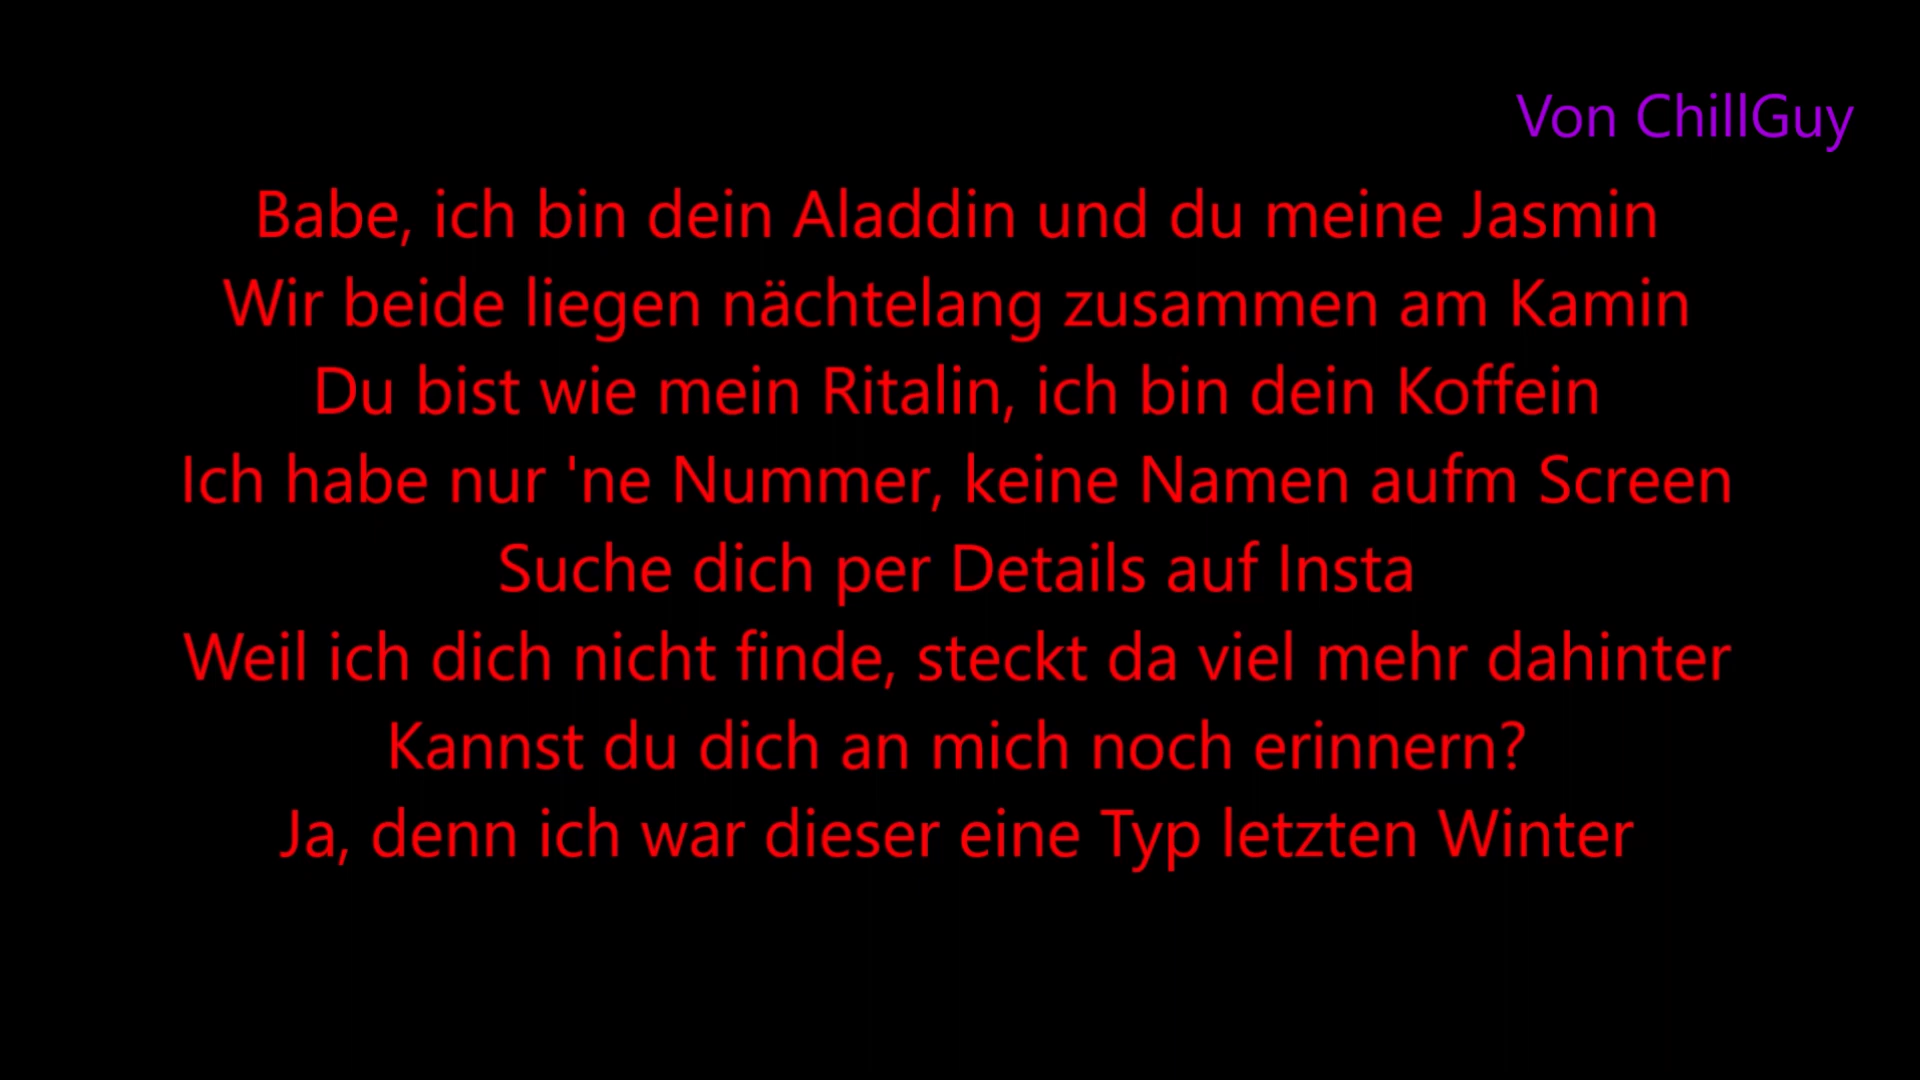 Von ChillGuy
Babe, ich bin dein Aladdin und du meine Jasmin
Wir beide liegen nächtelang zusammen am Kamin
Du bist wie mein Ritalin, ich bin dein Koffein
Ich habe nur 'ne Nummer, keine Namen aufm Screen
Suche dich per Details auf Insta
Weil ich dich nicht finde, steckt da viel mehr dahinter
Kannst du dich an mich noch erinnern?
Ja, denn ich war dieser eine Typ letzten Winter